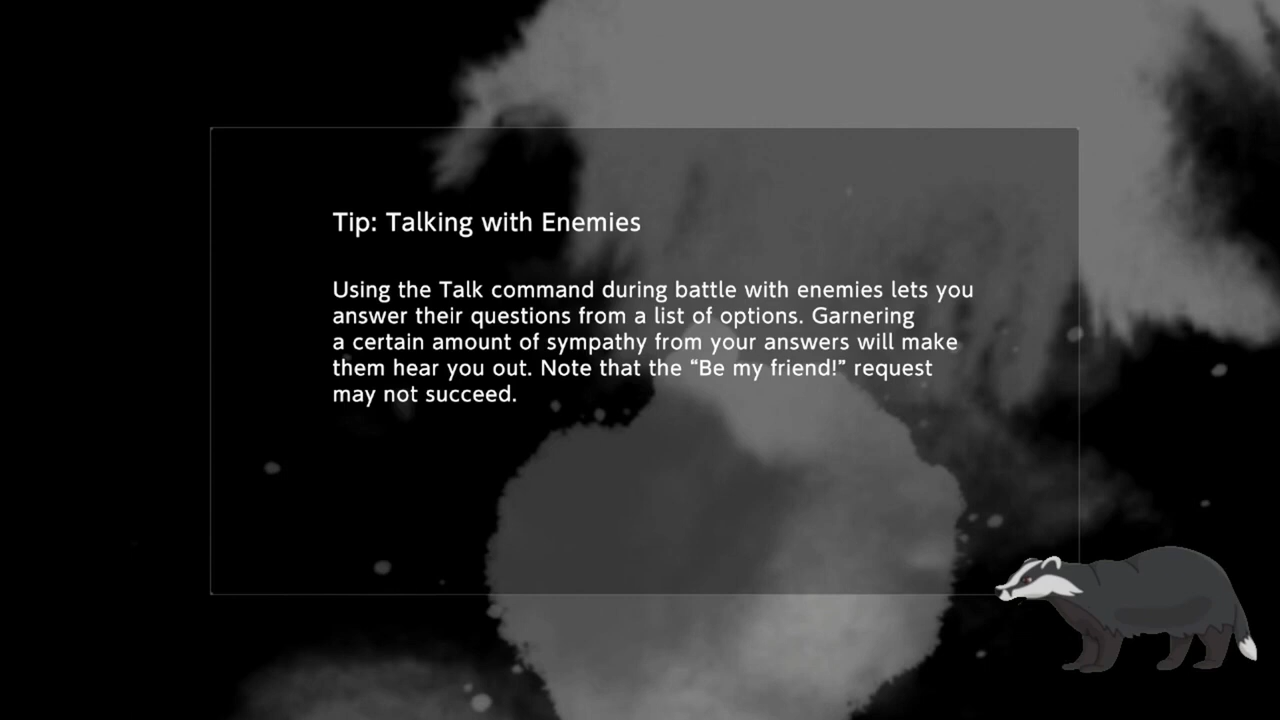 Tip: Talking with Enemies
Using the Talk command during battle with enemies lets you
answer their questions from a list of options. Garnering
a certain amount of sympathy from your answers will make
them hear you out. Note that the “Be my friend!” request
may not succeed.